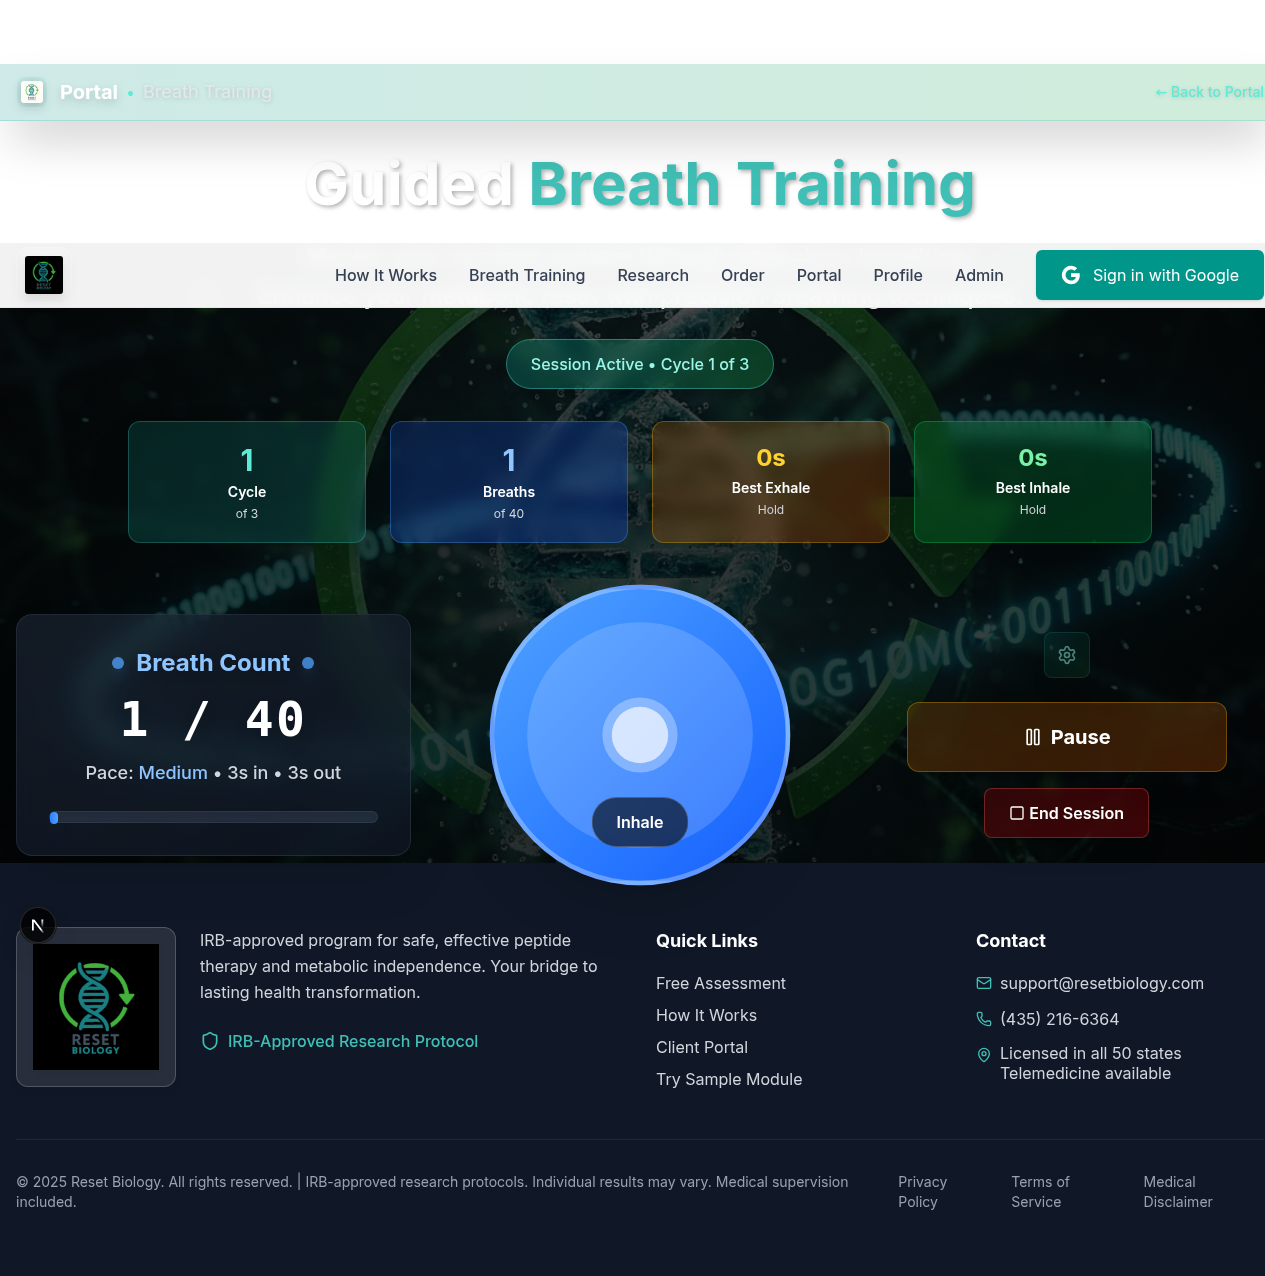 Portal • Breath Training
← Back to Portal
Guided Breath Training
How It Works
Breath Training
Research
Order
Portal
Profile
Admin
Sign in with Google
Session Active • Cycle 1 of 3
1
Cycle
of 3
1
Breaths
of 40
0s
Best Exhale
Hold
0s
Best Inhale
Hold
Breath Count
1 / 40
Pace: Medium • 3s in • 3s out
Inhale
Pause
End Session
N
RESET
BIOLOGY
IRB-approved program for safe, effective peptide
therapy and metabolic independence. Your bridge to
lasting health transformation.
IRB-Approved Research Protocol
Quick Links
Free Assessment
How It Works
Client Portal
Try Sample Module
Contact
support@resetbiology.com
(435) 216-6364
Licensed in all 50 states
Telemedicine available
© 2025 Reset Biology. All rights reserved. | IRB-approved research protocols. Individual results may vary. Medical supervision
included.
Privacy
Policy
Terms of
Service
Medical
Disclaimer